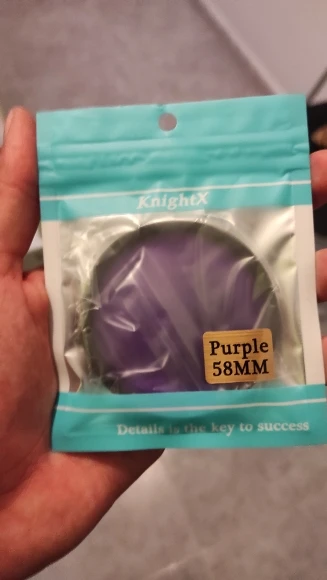 KnightX
Purple
58MM
Details is the key to success